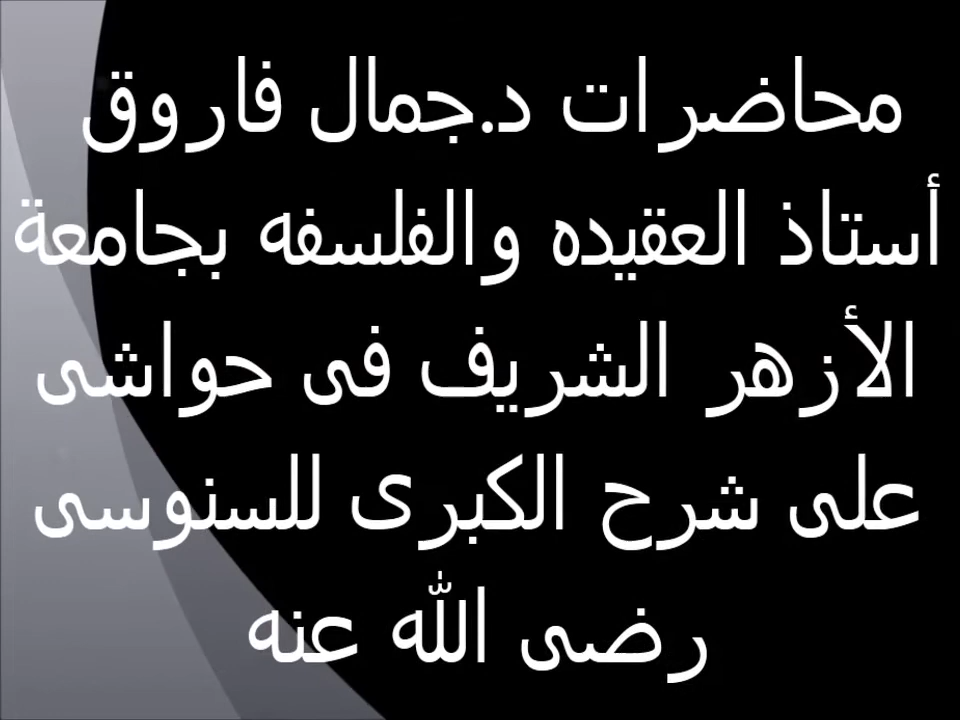 محاضرات د.جمال فاروق
أستاذ العقيده والفلسفه بجامعة
الأزهر الشريف فى حواشى
على شرح الكبرى للسنوسى
رضى الله عنه